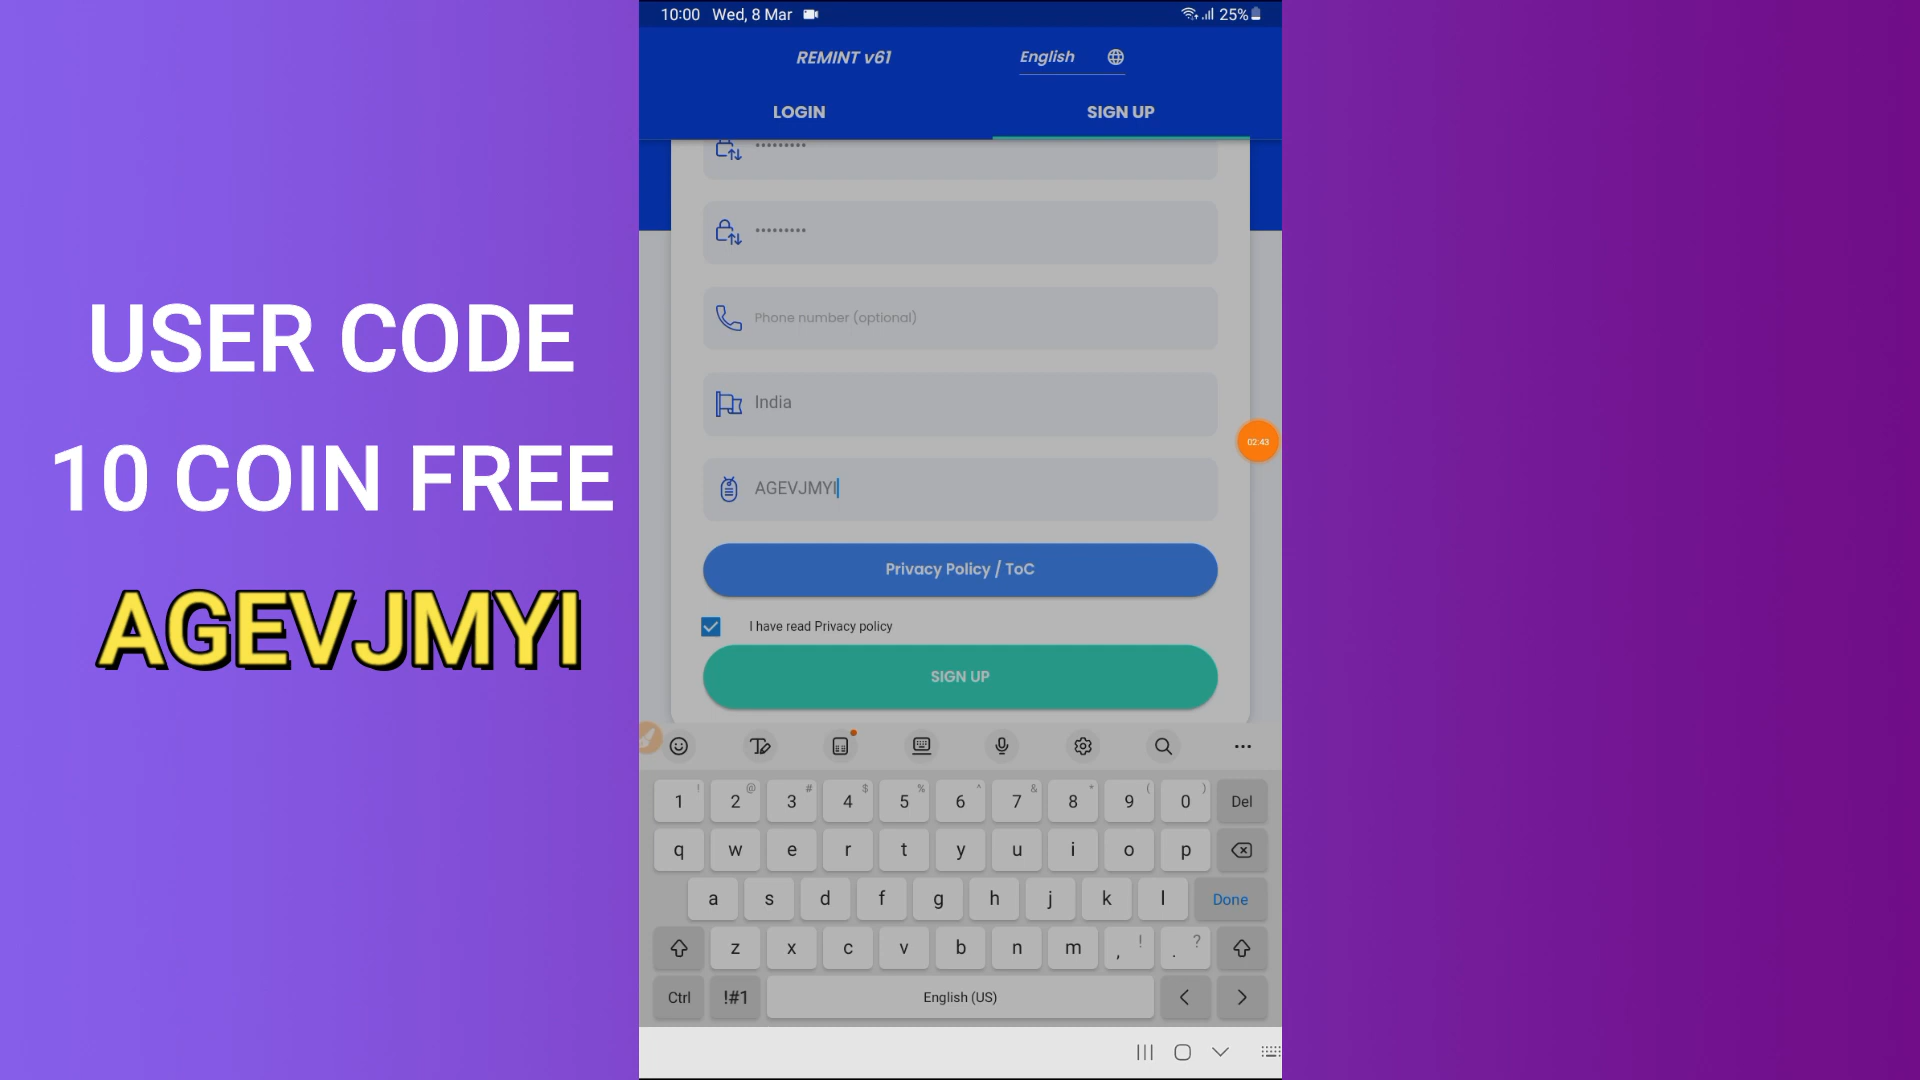 10:00 Wed, 8 Mar
25%
REMINT v61
English
LOGIN
SIGN UP
•••••••••
•••••••••
Phone number (optional)
India
AGEVJMYI
Privacy Policy / ToC
I have read Privacy policy
SIGN UP
USER CODE
10 COIN FREE
AGEVJMYI
02:43
! @ # $ % ^ & * ( )
1 2 3 4 5 6 7 8 9 0 Del
q w e r t y u i o p
a s d f g h j k l Done
z x c v b n m , ! . ?
Ctrl !#1 English (US) < >